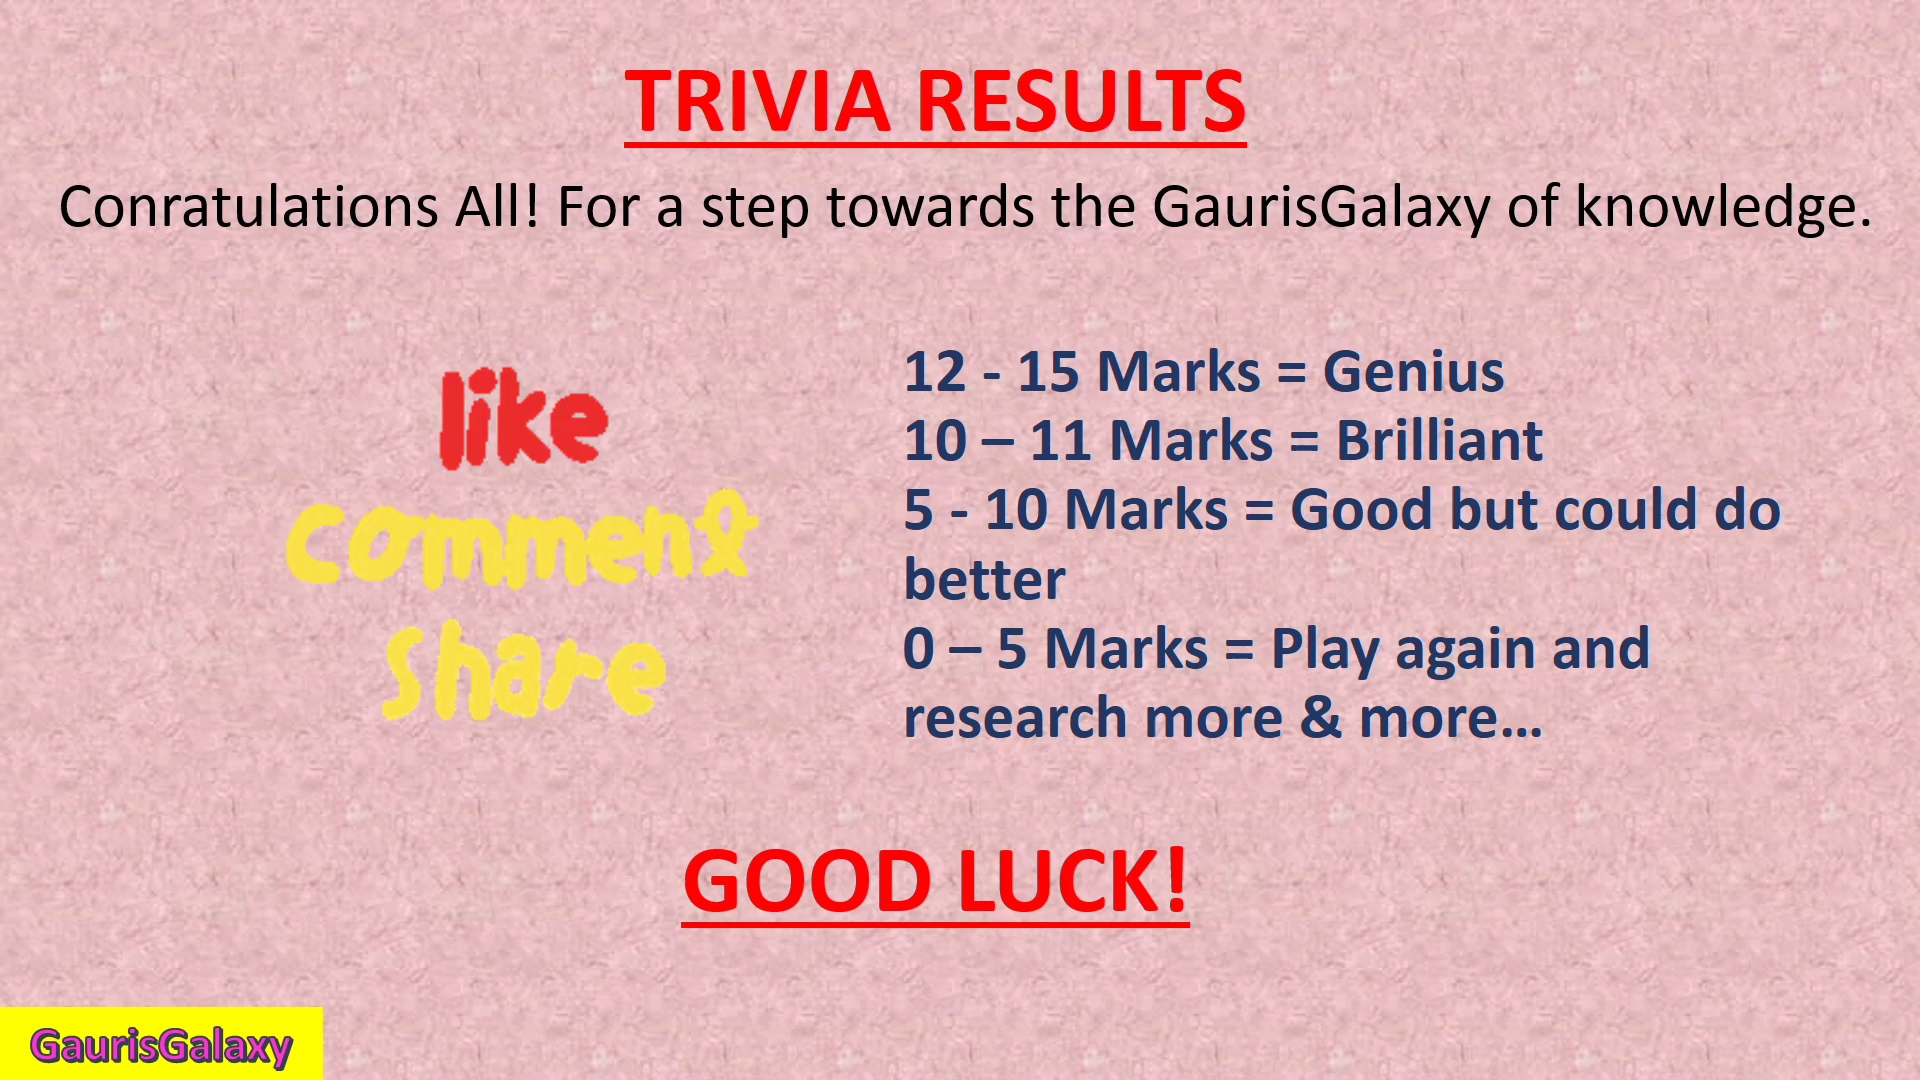 TRIVIA RESULTS
Conratulations All! For a step towards the GaurisGalaxy of knowledge.
like
comment
share
12 - 15 Marks = Genius
10 – 11 Marks = Brilliant
5 - 10 Marks = Good but could do
better
0 – 5 Marks = Play again and
research more & more...
GOOD LUCK!
GaurisGalaxy